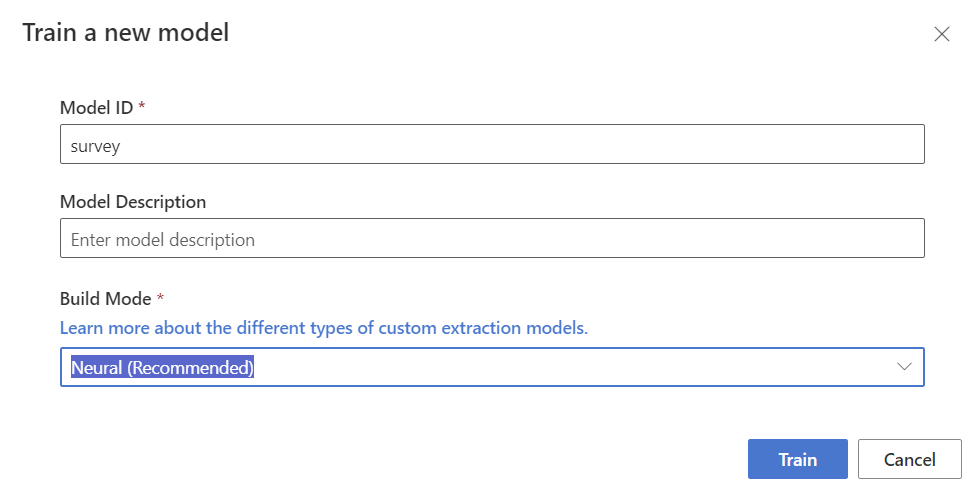 Train a new model
Model ID *
survey
Model Description
Enter model description
Build Mode *
Learn more about the different types of custom extraction models.
Neural (Recommended)
Train
Cancel